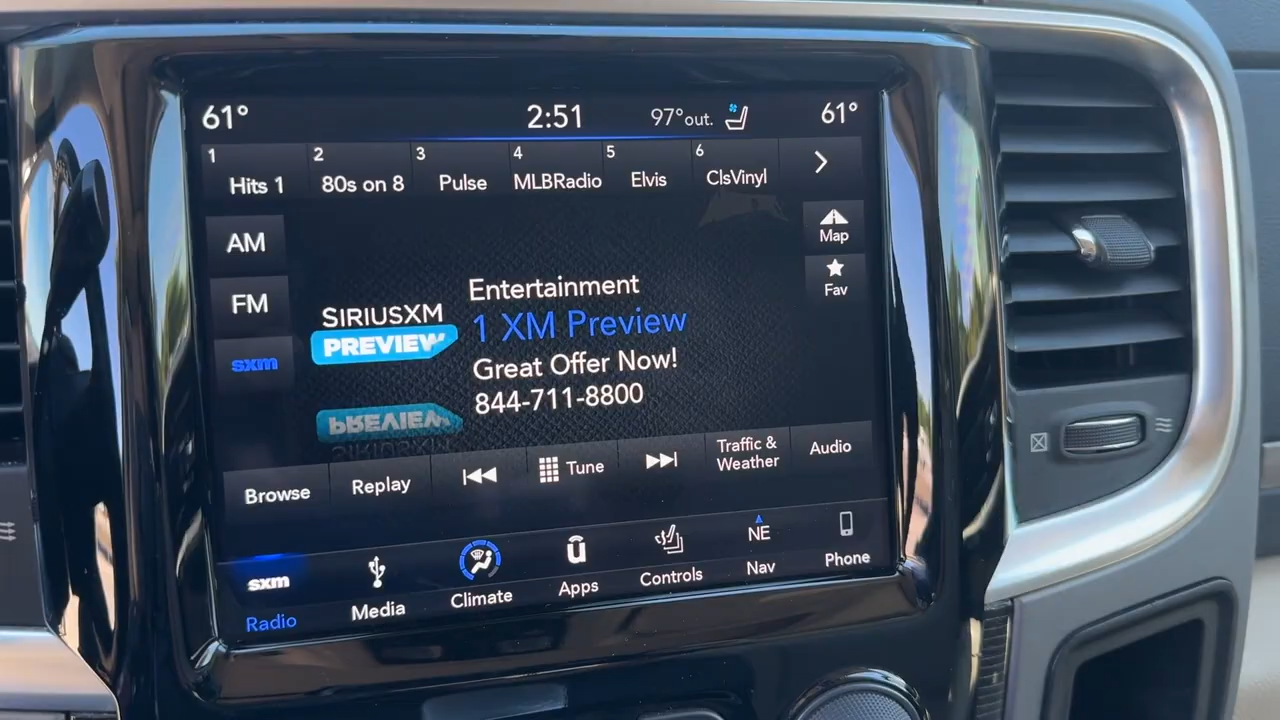 61° 2:51 97°out. 61°
1 2 3 4 5 6
Hits 1 80s on 8 Pulse MLBRadio Elvis ClsVinyl
AM
FM
sxm
Map
Fav
SIRIUSXM
PREVIEW
Entertainment
1 XM Preview
Great Offer Now!
844-711-8800
Browse Replay Tune Traffic & Weather Audio
sxm û NE
Radio Media Climate Apps Controls Nav Phone